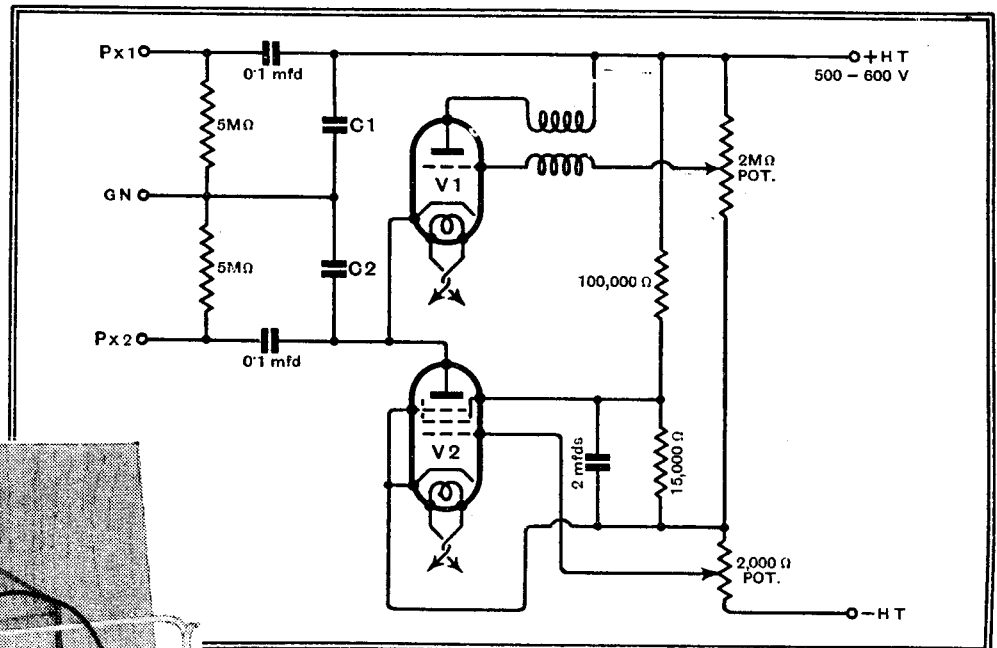 Px1
0·1 mfd
+HT
500 – 600 V
5MΩ
C1
V1
2MΩ
POT.
GN
5MΩ
C2
100,000 Ω
Px2
0·1 mfd
V2
2 mfds
15,000 Ω
2,000 Ω
POT.
−HT